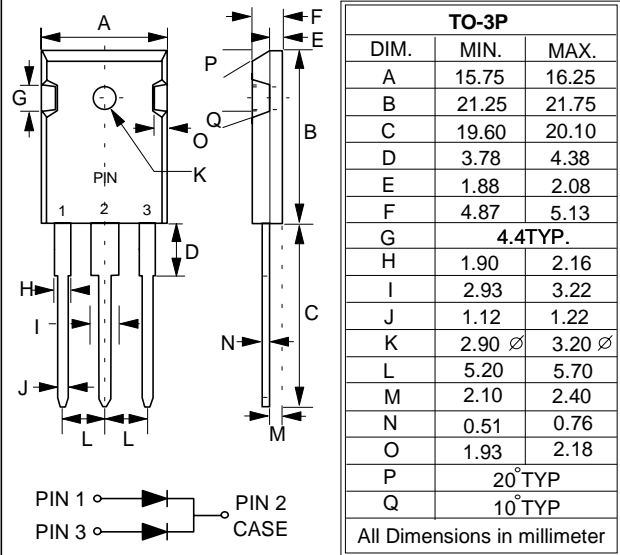 A
F
E
P
G
Q
O
B
K
PIN
1 2 3
D
H
I
C
N
J
L L
M
PIN 1
PIN 3
PIN 2
CASE
TO-3P
DIM. MIN. MAX.
A 15.75 16.25
B 21.25 21.75
C 19.60 20.10
D 3.78 4.38
E 1.88 2.08
F 4.87 5.13
G 4.4TYP.
H 1.90 2.16
I 2.93 3.22
J 1.12 1.22
K 2.90 ∅ 3.20 ∅
L 5.20 5.70
M 2.10 2.40
N 0.51 0.76
O 1.93 2.18
P 20°TYP
Q 10°TYP
All Dimensions in millimeter